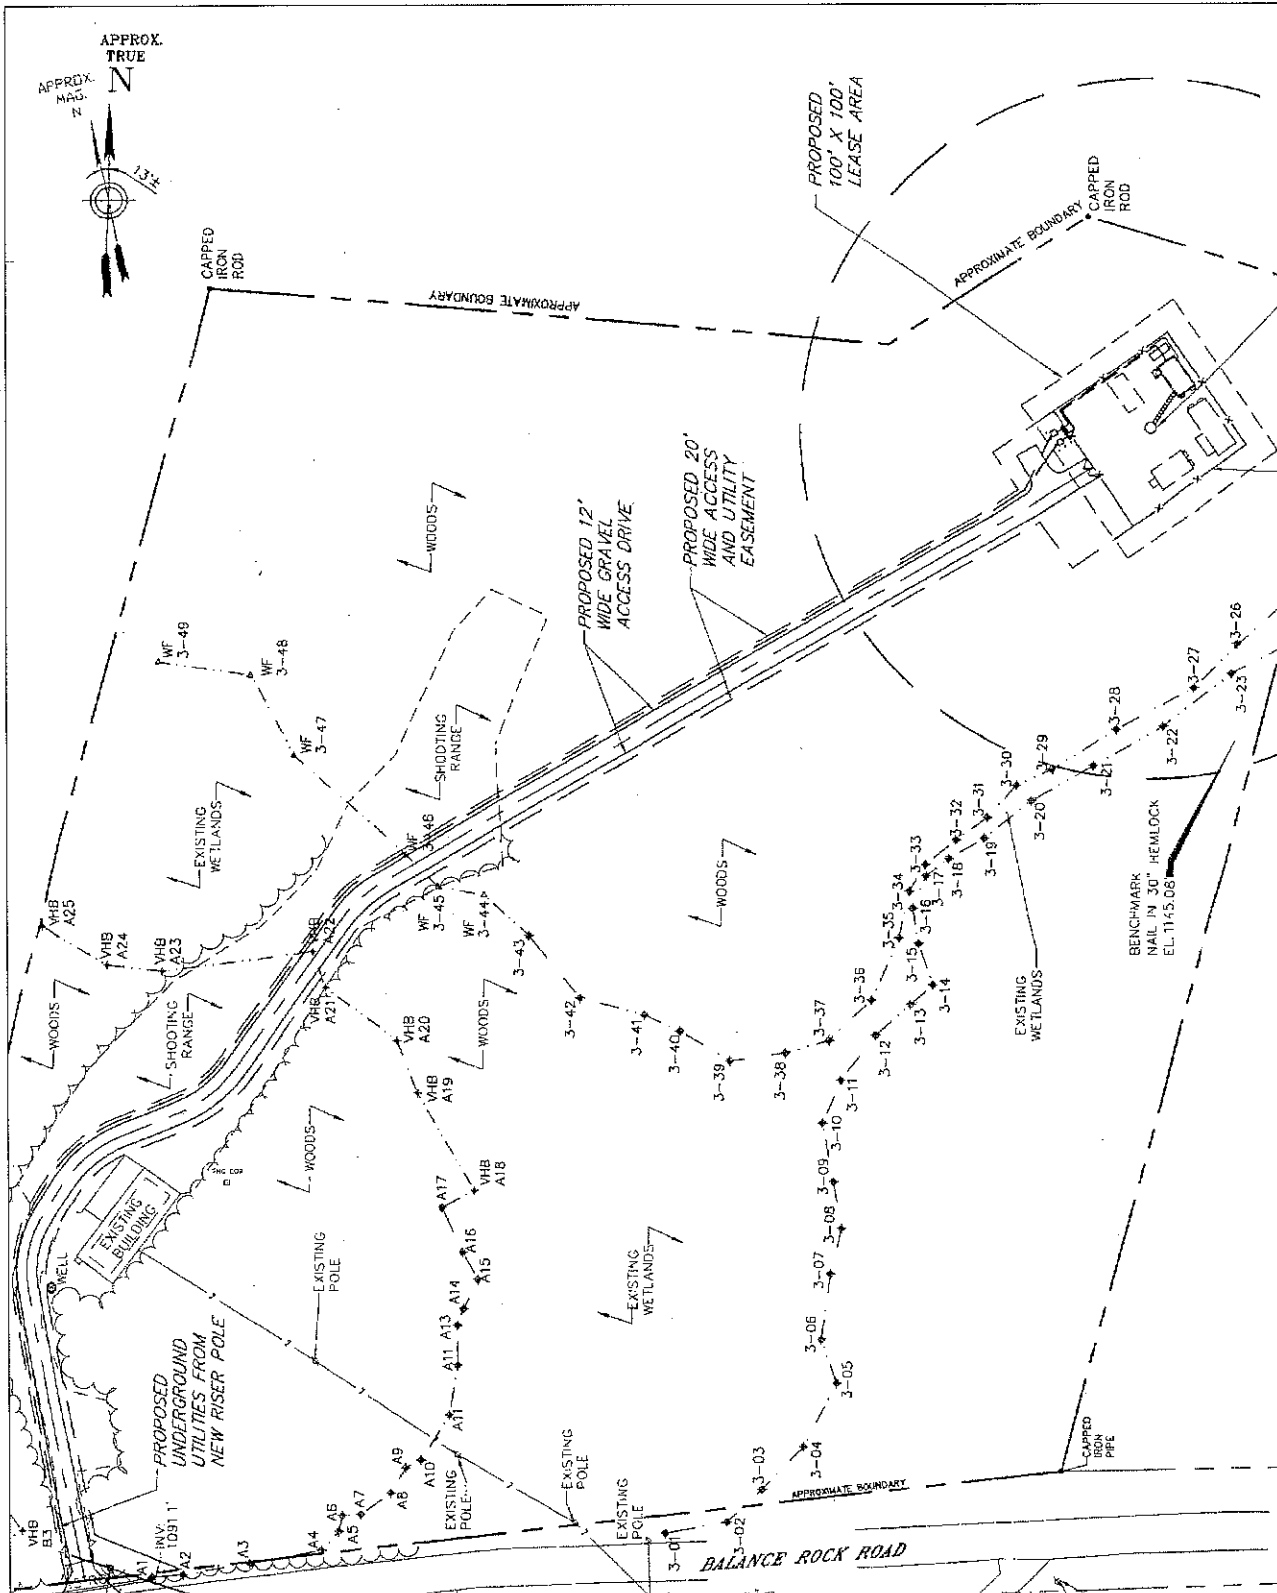 APPROX.
TRUE
N
APPROX.
MAG.
N
13±
CAPPED
IRON
ROD
APPROXIMATE BOUNDARY
PROPOSED
100' X 100'
LEASE AREA
APPROXIMATE BOUNDARY
CAPPED
IRON
ROD
WOODS
PROPOSED 12'
WIDE GRAVEL
ACCESS DRIVE
PROPOSED 20'
WIDE ACCESS
AND UTILITY
EASEMENT
WF
3-49
WF
3-48
WF
3-47
WF
3-46
WF
3-45
WF
3-44
3-43
3-42
3-41
3-40
3-39
3-38
3-37
3-36
3-35
3-34
3-33
3-32
3-31
3-30
3-29
3-28
3-27
3-26
3-23
3-22
3-21
3-20
3-19
3-18
3-17
3-16
3-15
3-14
3-13
3-12
3-11
3-10
3-09
3-08
3-07
3-06
3-05
3-04
3-03
3-02
3-01
SHOOTING
RANGE
EXISTING
WETLANDS
VHB
A25
VHB
A24
VHB
A23
VHB
A22
VHB
A21
VHB
A20
VHB
A19
VHB
A18
A17
A16
A15
A14
A13
A11
A11
A10
A9
A8
A7
A6
A5
A4
A3
A2
A1
WOODS
SHOOTING
RANGE
WOODS
WOODS
WOODS
EXISTING
WETLANDS
BENCHMARK
NAIL IN 30" HEMLOCK
EL. 1145.08'
EXISTING
BUILDING
WELL
EXISTING
POLE
EXISTING
WETLANDS
PROPOSED
UNDERGROUND
UTILITIES FROM
NEW RISER POLE
VHB
B3
INV:
1091.1'
EXISTING
POLE
EXISTING
POLE
EXISTING
POLE
APPROXIMATE BOUNDARY
CAPPED
IRON
PIPE
BALANCE ROCK ROAD